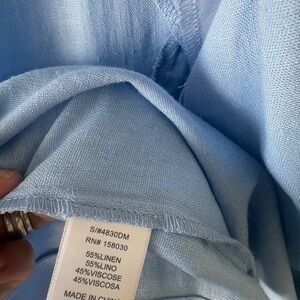 S/#4830DM
RN# 158030
55%LINEN
55%LINO
45%VISCOSE
45%VISCOSA
MADE IN CHINA